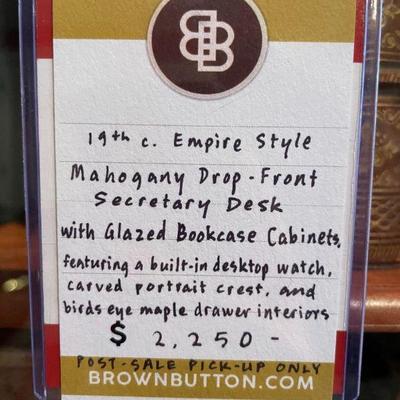 BB
19th c. Empire Style
Mahogany Drop-Front
Secretary Desk
with Glazed Bookcase Cabinets,
featuring a built-in desktop watch,
carved portrait crest, and
birds eye maple drawer interiors
$ 2,250-
POST-SALE PICK-UP ONLY
BROWNBUTTON.COM